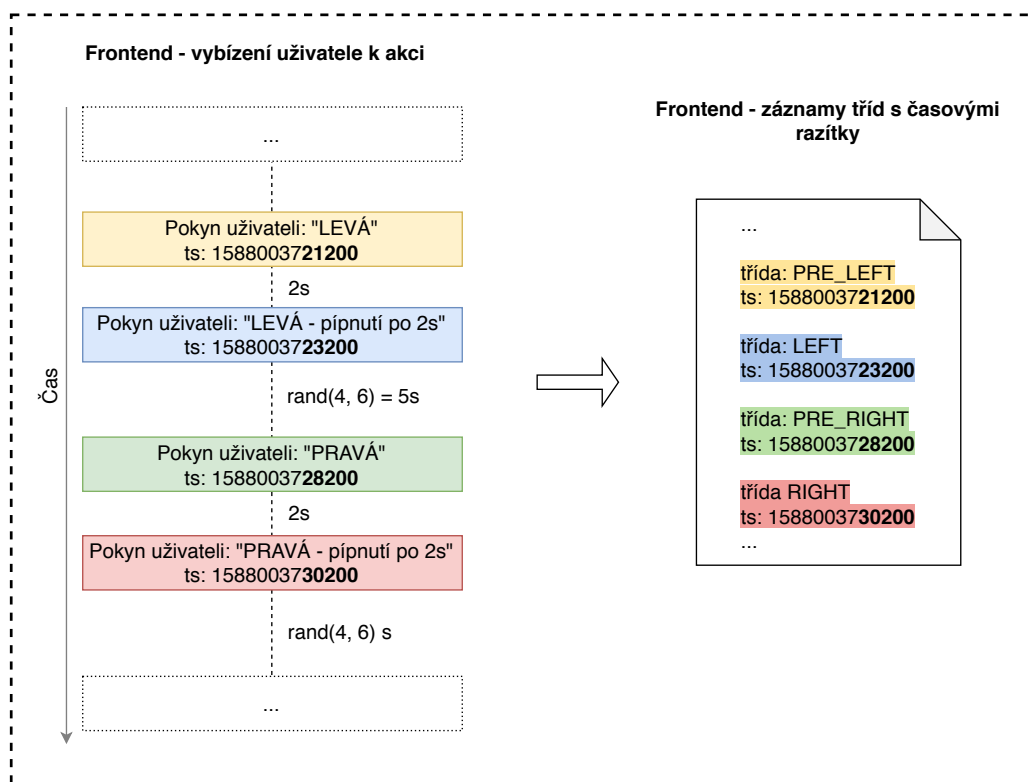 Frontend - vybízení uživatele k akci
Čas
...
Pokyn uživateli: "LEVÁ"
ts: 1588003721200
2s
Pokyn uživateli: "LEVÁ - pípnutí po 2s"
ts: 1588003723200
rand(4, 6) = 5s
Pokyn uživateli: "PRAVÁ"
ts: 1588003728200
2s
Pokyn uživateli: "PRAVÁ - pípnutí po 2s"
ts: 1588003730200
rand(4, 6) s
...
Frontend - záznamy tříd s časovými
razítky
...
třída: PRE_LEFT
ts: 1588003721200
třída: LEFT
ts: 1588003723200
třída: PRE_RIGHT
ts: 1588003728200
třída RIGHT
ts: 1588003730200
...